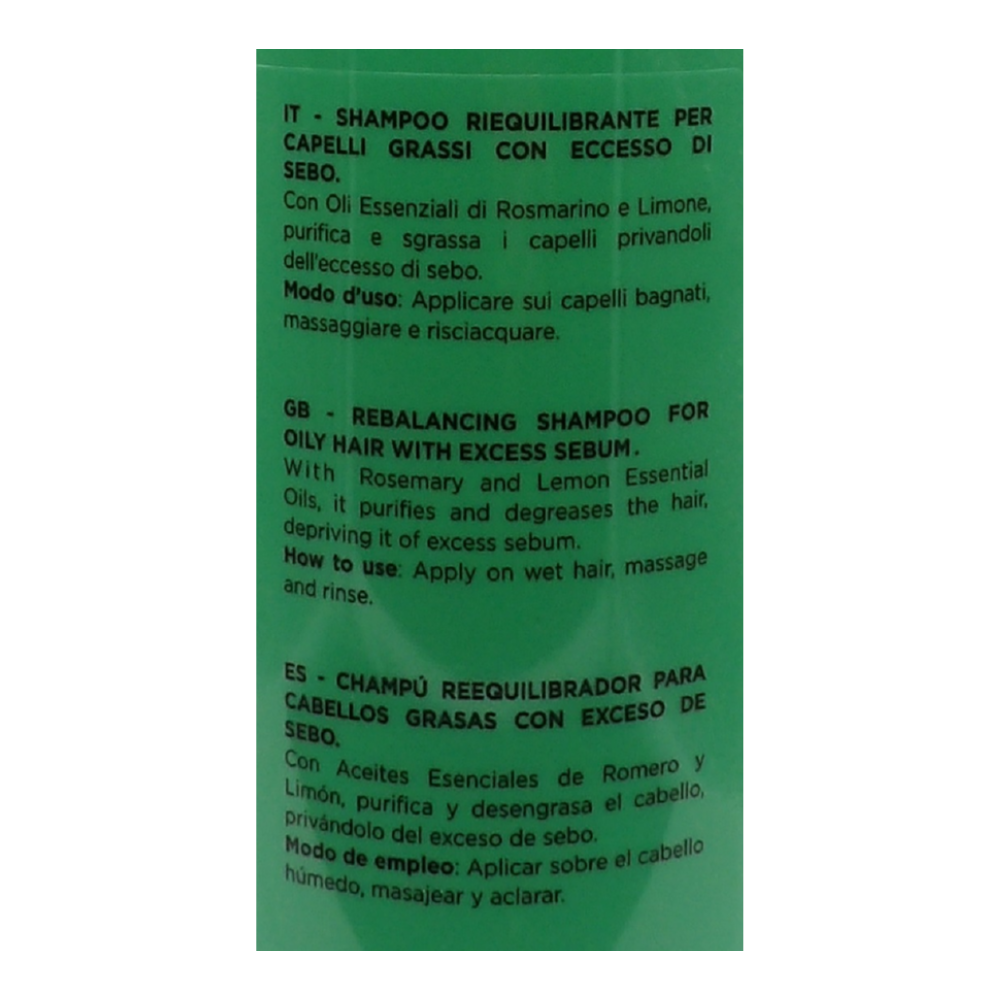 IT - SHAMPOO RIEQUILIBRANTE PER
CAPELLI GRASSI CON ECCESSO DI
SEBO.
Con Oli Essenziali di Rosmarino e Limone,
purifica e sgrassa i capelli privandoli
dell'eccesso di sebo.
Modo d'uso: Applicare sui capelli bagnati,
massaggiare e risciacquare.
GB - REBALANCING SHAMPOO FOR
OILY HAIR WITH EXCESS SEBUM.
With Rosemary and Lemon Essential
Oils, it purifies and degreases the hair,
depriving it of excess sebum.
How to use: Apply on wet hair, massage
and rinse.
ES - CHAMPÚ REEQUILIBRADOR PARA
CABELLOS GRASAS CON EXCESO DE
SEBO.
Con Aceites Esenciales de Romero y
Limón, purifica y desengrasa el cabello,
privándolo del exceso de sebo.
Modo de empleo: Aplicar sobre el cabello
húmedo, masajear y aclarar.